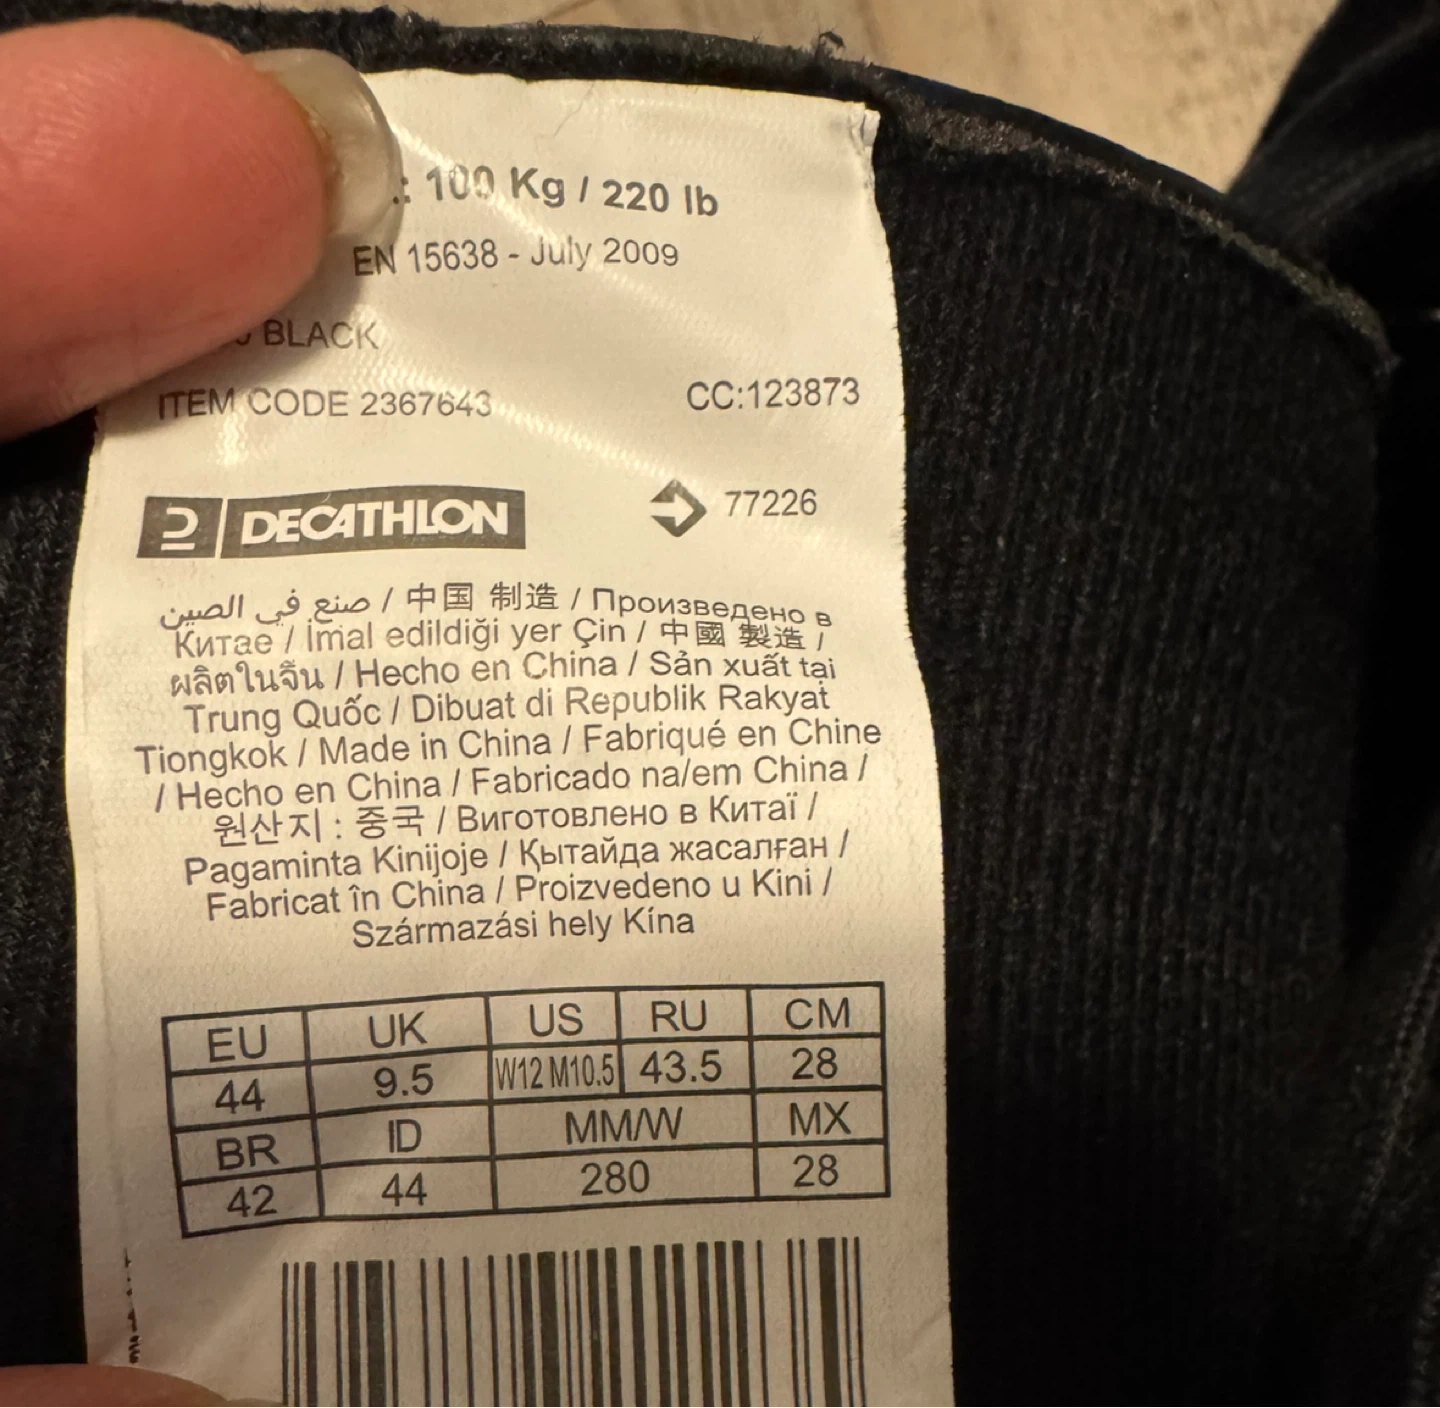 .: 100 Kg / 220 lb
EN 15638 - July 2009
BLACK
ITEM CODE 2367643 CC:123873
DECATHLON 77226
صنع في الصين / 中国 制造 / Произведено в
Китае / İmal edildiği yer Çin / 中國 製造 /
ผลิตในจีน / Hecho en China / Sản xuất tại
Trung Quốc / Dibuat di Republik Rakyat
Tiongkok / Made in China / Fabriqué en Chine
/ Hecho en China / Fabricado na/em China /
원산지 : 중국 / Виготовлено в Китаї /
Pagaminta Kinijoje / Қытайда жасалған /
Fabricat în China / Proizvedeno u Kini /
Származási hely Kína
EU UK US RU CM
44 9.5 W12 M10.5 43.5 28
BR ID MM/W MX
42 44 280 28